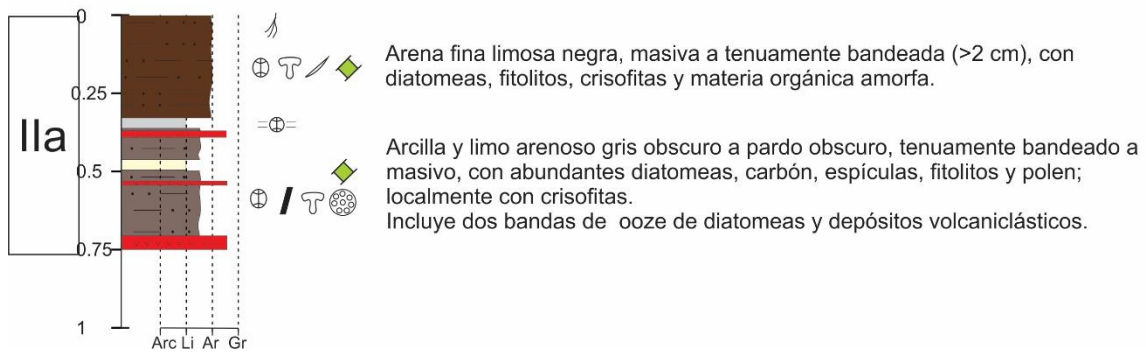 0
Arena fina limosa negra, masiva a tenuamente bandeada (>2 cm), con
diatomeas, fitolitos, crisofitas y materia orgánica amorfa.
0.25
IIa
Arcilla y limo arenoso gris obscuro a pardo obscuro, tenuamente bandeado a
masivo, con abundantes diatomeas, carbón, espículas, fitolitos y polen;
localmente con crisofitas.
Incluye dos bandas de ooze de diatomeas y depósitos volcaniclásticos.
0.5
0.75
1
Arc Li Ar Gr